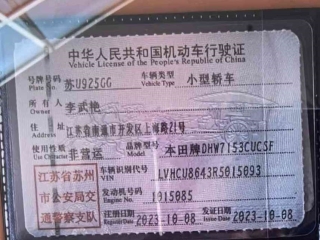 中华人民共和国机动车行驶证
Vehicle License of the People's Republic of China
号牌号码 苏U925GG 车辆类型 小型轿车
Plate No. Vehicle Type
所有人 李武艳
Owner
住址 江苏省南通市开发区上海路21号
使用性质 非营运 品牌型号 本田牌DHW7153CUCSF
Use Character Model
江苏省苏州市公安局交通警察支队
车辆识别代号 LVHCU8643R5015093
VIN
发动机号码 1015085
Engine No.
注册日期 2023-10-08 发证日期 2023-10-08
Register Date Issue Date